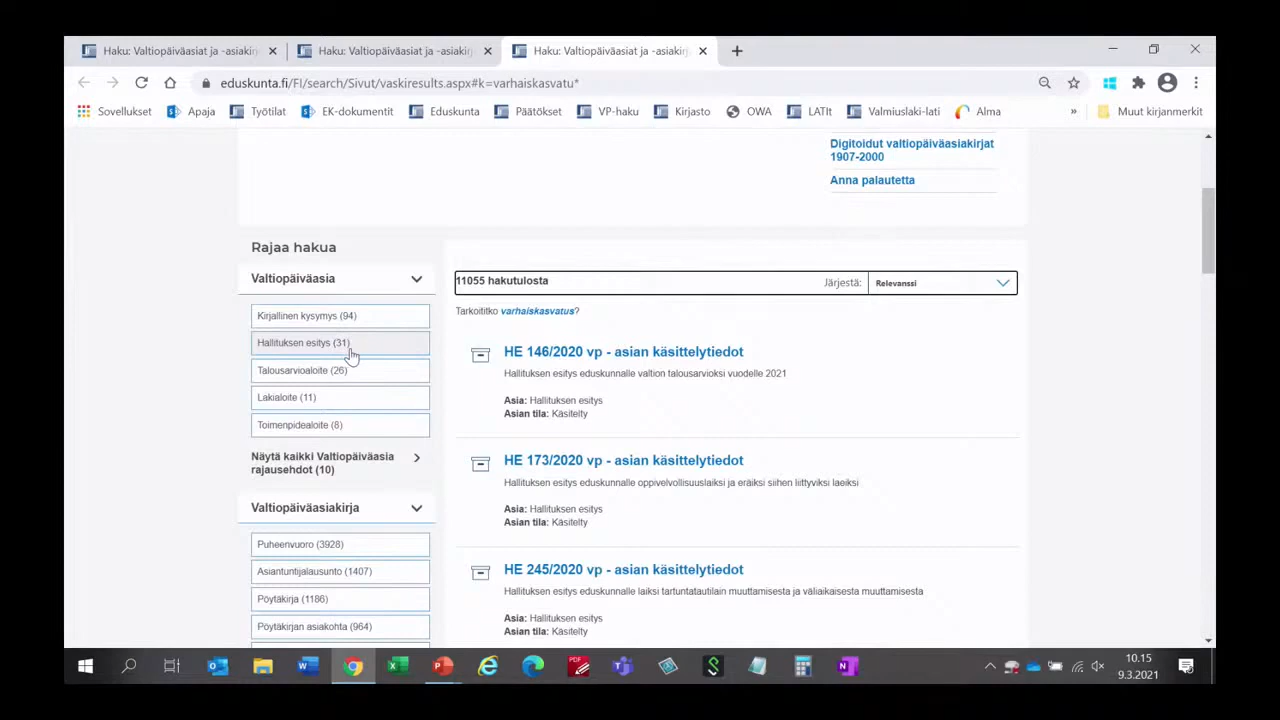 Haku: Valtiopäiväasiat ja -asiakirj
Haku: Valtiopäiväasiat ja -asiakirj
Haku: Valtiopäiväasiat ja -asiakirj
eduskunta.fi/FI/search/Sivut/vaskiresults.aspx#k=varhaiskasvatu*
Sovellukset
Apaja
Työtilat
EK-dokumentit
Eduskunta
Päätökset
VP-haku
Kirjasto
OWA
LATIt
Valmiuslaki-lati
Alma
»
Muut kirjanmerkit
Digitoidut valtiopäiväasiakirjat
1907-2000
Anna palautetta
Rajaa hakua
Valtiopäiväasia
Kirjallinen kysymys (94)
Hallituksen esitys (31)
Talousarvioaloite (26)
Lakialoite (11)
Toimenpidealoite (8)
Näytä kaikki Valtiopäiväasia
rajausehdot (10)
Valtiopäiväasiakirja
Puheenvuoro (3928)
Asiantuntijalausunto (1407)
Pöytäkirja (1186)
Pöytäkirjan asiakohta (964)
11055 hakutulosta
Järjestä:
Relevanssi
Tarkoititko varhaiskasvatus?
HE 146/2020 vp - asian käsittelytiedot
Hallituksen esitys eduskunnalle valtion talousarvioksi vuodelle 2021
Asia: Hallituksen esitys
Asian tila: Käsitelty
HE 173/2020 vp - asian käsittelytiedot
Hallituksen esitys eduskunnalle oppivelvollisuuslaiksi ja eräiksi siihen liittyviksi laeiksi
Asia: Hallituksen esitys
Asian tila: Käsitelty
HE 245/2020 vp - asian käsittelytiedot
Hallituksen esitys eduskunnalle laiksi tartuntatautilain muuttamisesta ja väliaikaisesta muuttamisesta
Asia: Hallituksen esitys
Asian tila: Käsitelty
10.15
9.3.2021